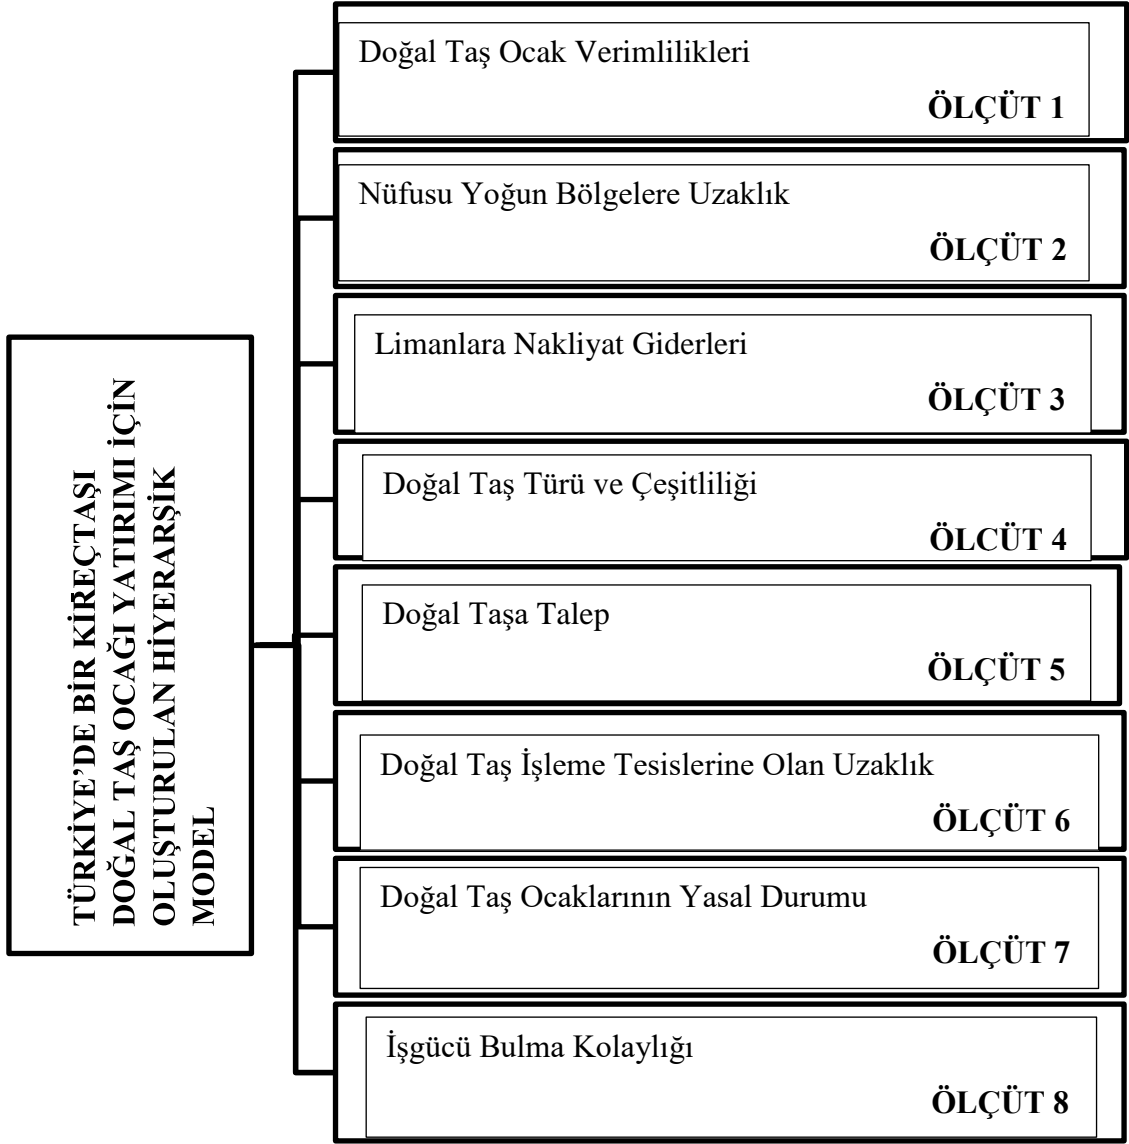 TÜRKİYE’DE BİR KİREÇTAŞI
DOĞAL TAŞ OCAĞI YATIRIMI İÇİN
OLUŞTURULAN HİYERARŞİK
MODEL
Doğal Taş Ocak Verimlilikleri
ÖLÇÜT 1
Nüfusu Yoğun Bölgelere Uzaklık
ÖLÇÜT 2
Limanlara Nakliyat Giderleri
ÖLÇÜT 3
Doğal Taş Türü ve Çeşitliliği
ÖLCÜT 4
Doğal Taşa Talep
ÖLÇÜT 5
Doğal Taş İşleme Tesislerine Olan Uzaklık
ÖLÇÜT 6
Doğal Taş Ocaklarının Yasal Durumu
ÖLÇÜT 7
İşgücü Bulma Kolaylığı
ÖLÇÜT 8